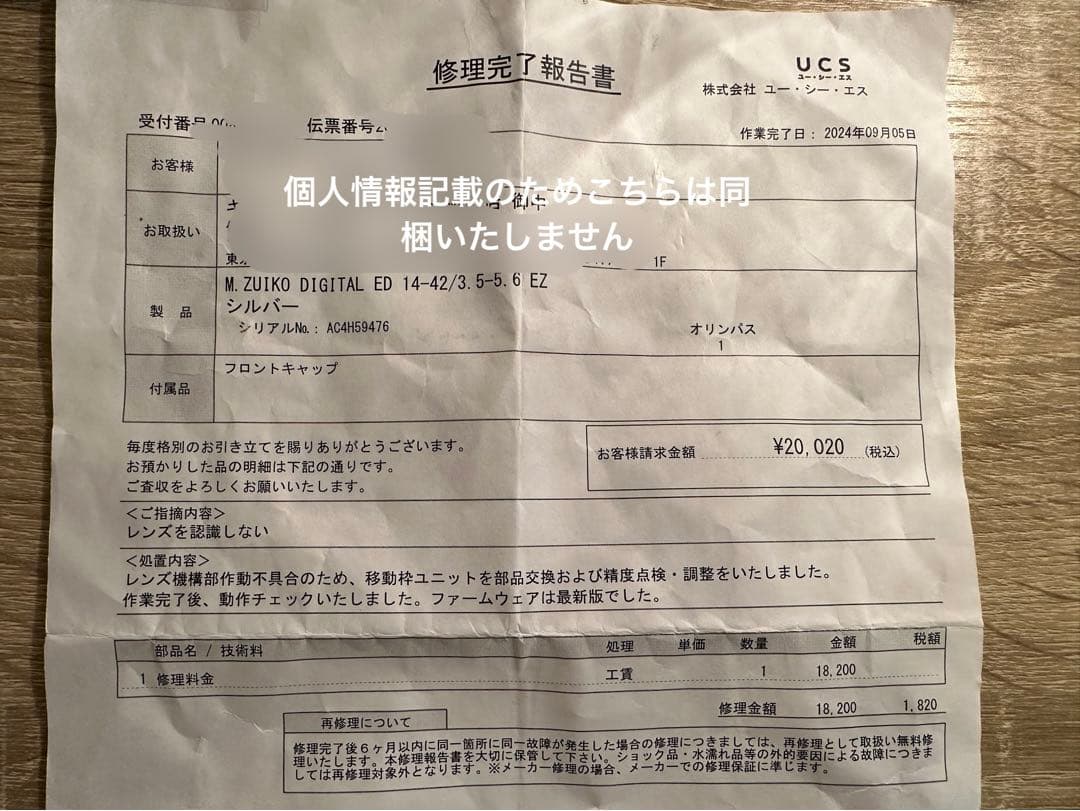 修理完了報告書
UCS
ユー・シー・エス
株式会社 ユー・シー・エス
受付番号
伝票番号
作業完了日: 2024年09月05日
お客様
個人情報記載のためこちらは同
梱いたしません
御中
お取扱い
東
1F
製 品
M.ZUIKO DIGITAL ED 14-42/3.5-5.6 EZ
シルバー
シリアルNo.: AC4H59476
オリンパス
1
付属品
フロントキャップ
毎度格別のお引き立てを賜りありがとうございます。
お預かりした品の明細は下記の通りです。
ご査収をよろしくお願いいたします。
お客様請求金額 ¥20,020 (税込)
<ご指摘内容>
レンズを認識しない
<処置内容>
レンズ機構部作動不具合のため、移動枠ユニットを部品交換および精度点検・調整をいたしました。
作業完了後、動作チェックいたしました。ファームウェアは最新版でした。
部品名 / 技術料 処理 単価 数量 金額 税額
1 修理料金 工賃 1 18,200
修理金額 18,200 1,820
再修理について
修理完了後6ヶ月以内に同一箇所に同一故障が発生した場合の修理につきましては、再修理として取扱い無料修
理いたします。本修理報告書を大切に保管して下さい。ショック品・水濡れ品等の外的要因による故障につきま
しては再修理対象外となります。※メーカー修理の場合、メーカーでの修理保証に準じます。